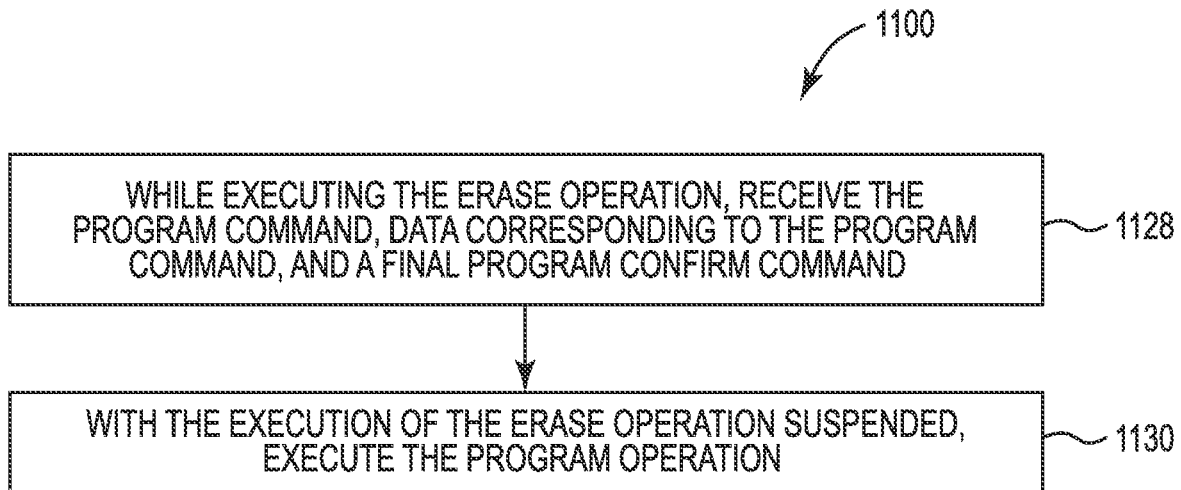 1100
WHILE EXECUTING THE ERASE OPERATION, RECEIVE THE
PROGRAM COMMAND, DATA CORRESPONDING TO THE PROGRAM
COMMAND, AND A FINAL PROGRAM CONFIRM COMMAND
1128
WITH THE EXECUTION OF THE ERASE OPERATION SUSPENDED,
EXECUTE THE PROGRAM OPERATION
1130